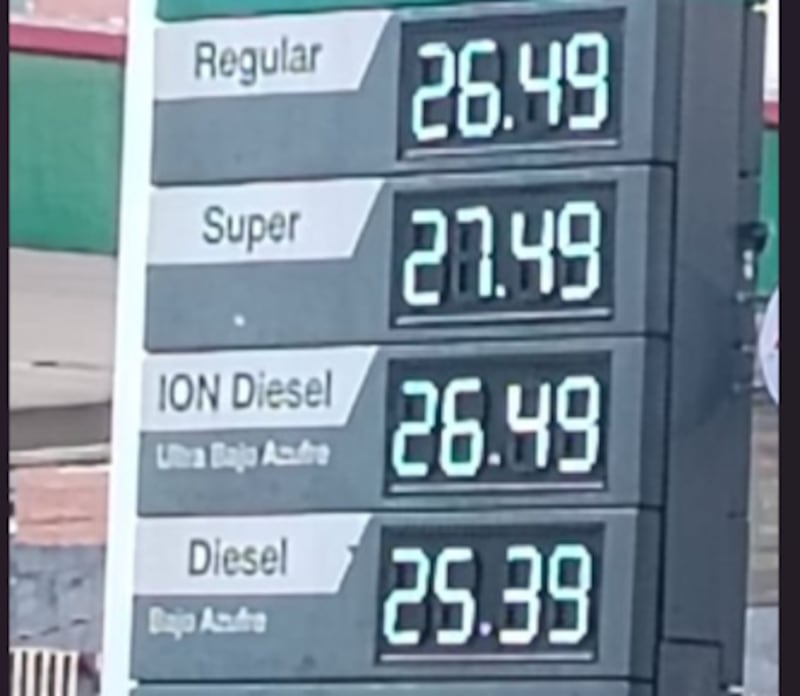 Regular 26.49
Super 27.49
ION Diesel 26.49
Ultra Bajo Azufre
Diesel 25.39
Bajo Azufre